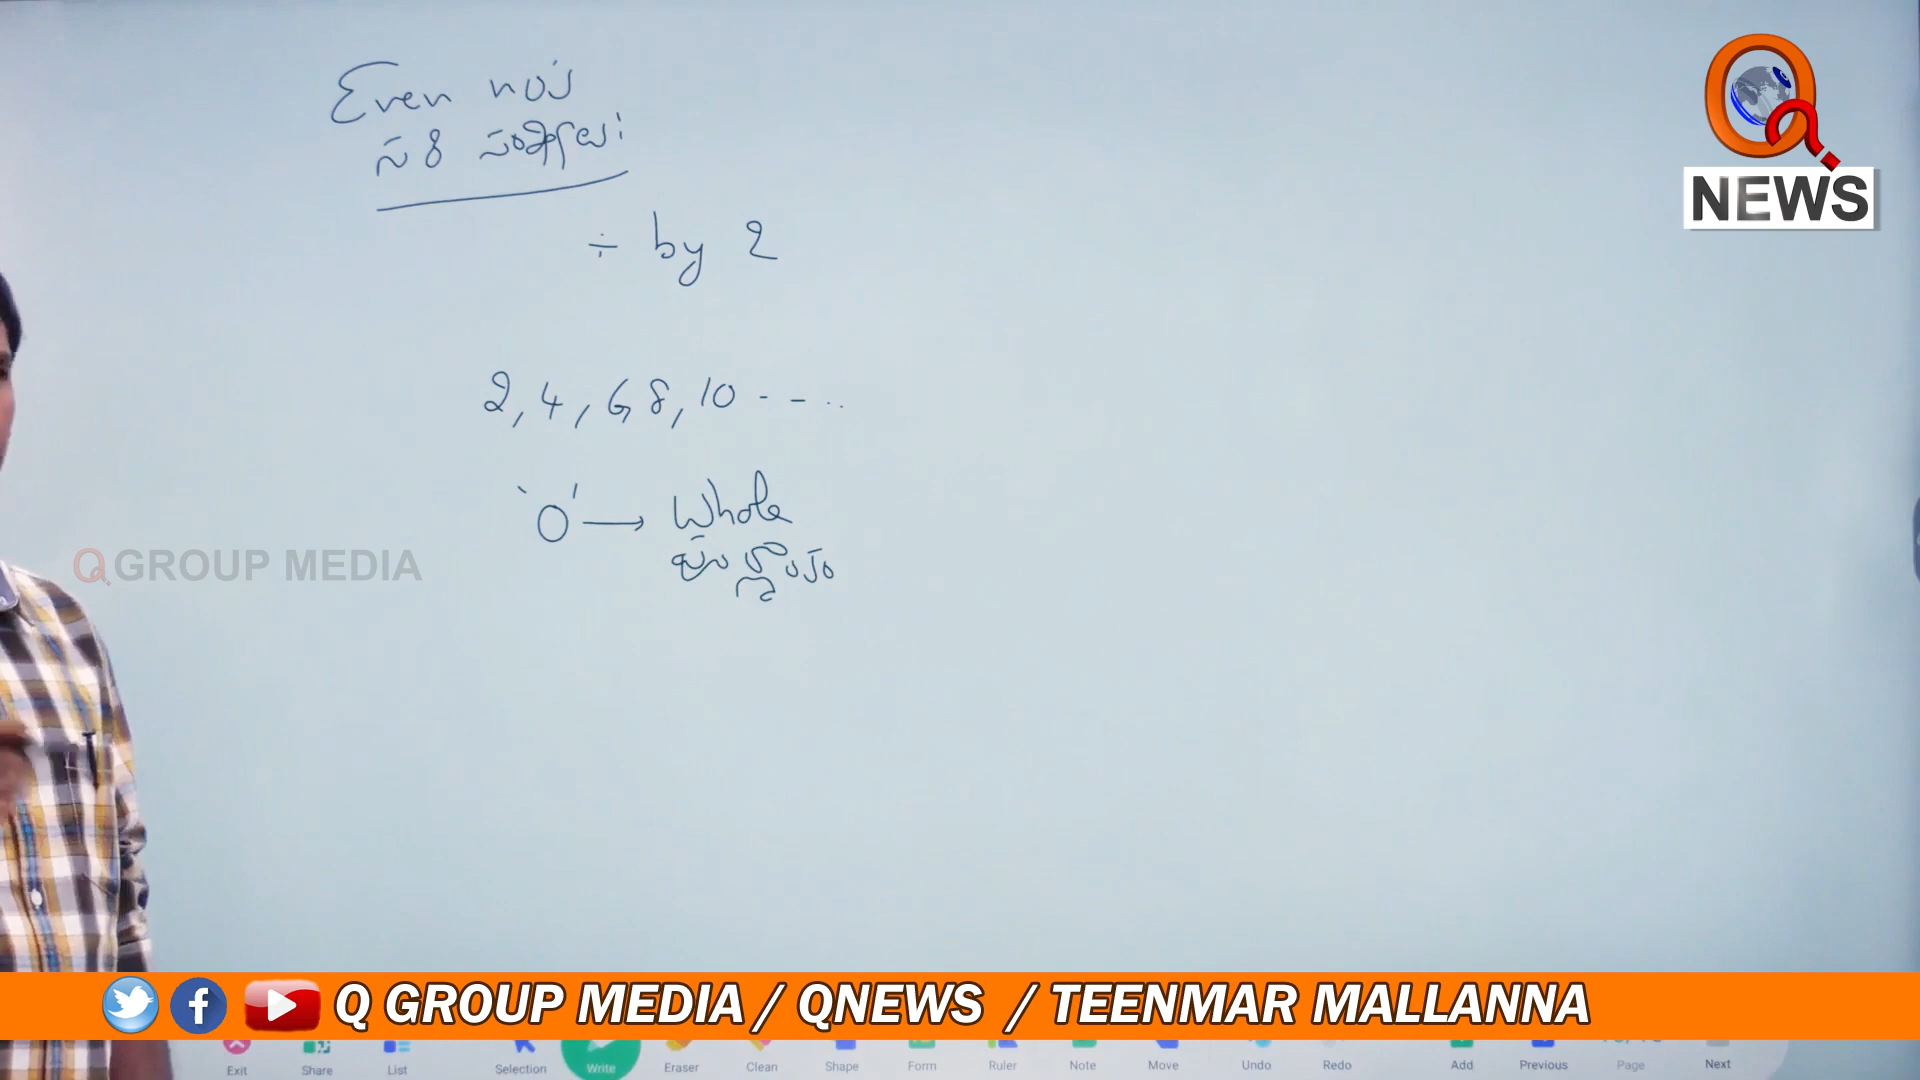 Even no's
సరి సంఖ్యలు:
÷ by 2
2, 4, 6, 8, 10 - - ..
'0' → Whole
పూర్ణాంకం
Q NEWS
Q GROUP MEDIA
Q GROUP MEDIA / QNEWS / TEENMAR MALLANNA
Exit Share List Selection Write Eraser Clean Shape Form Ruler Note Move Undo Redo Add Previous Page Next